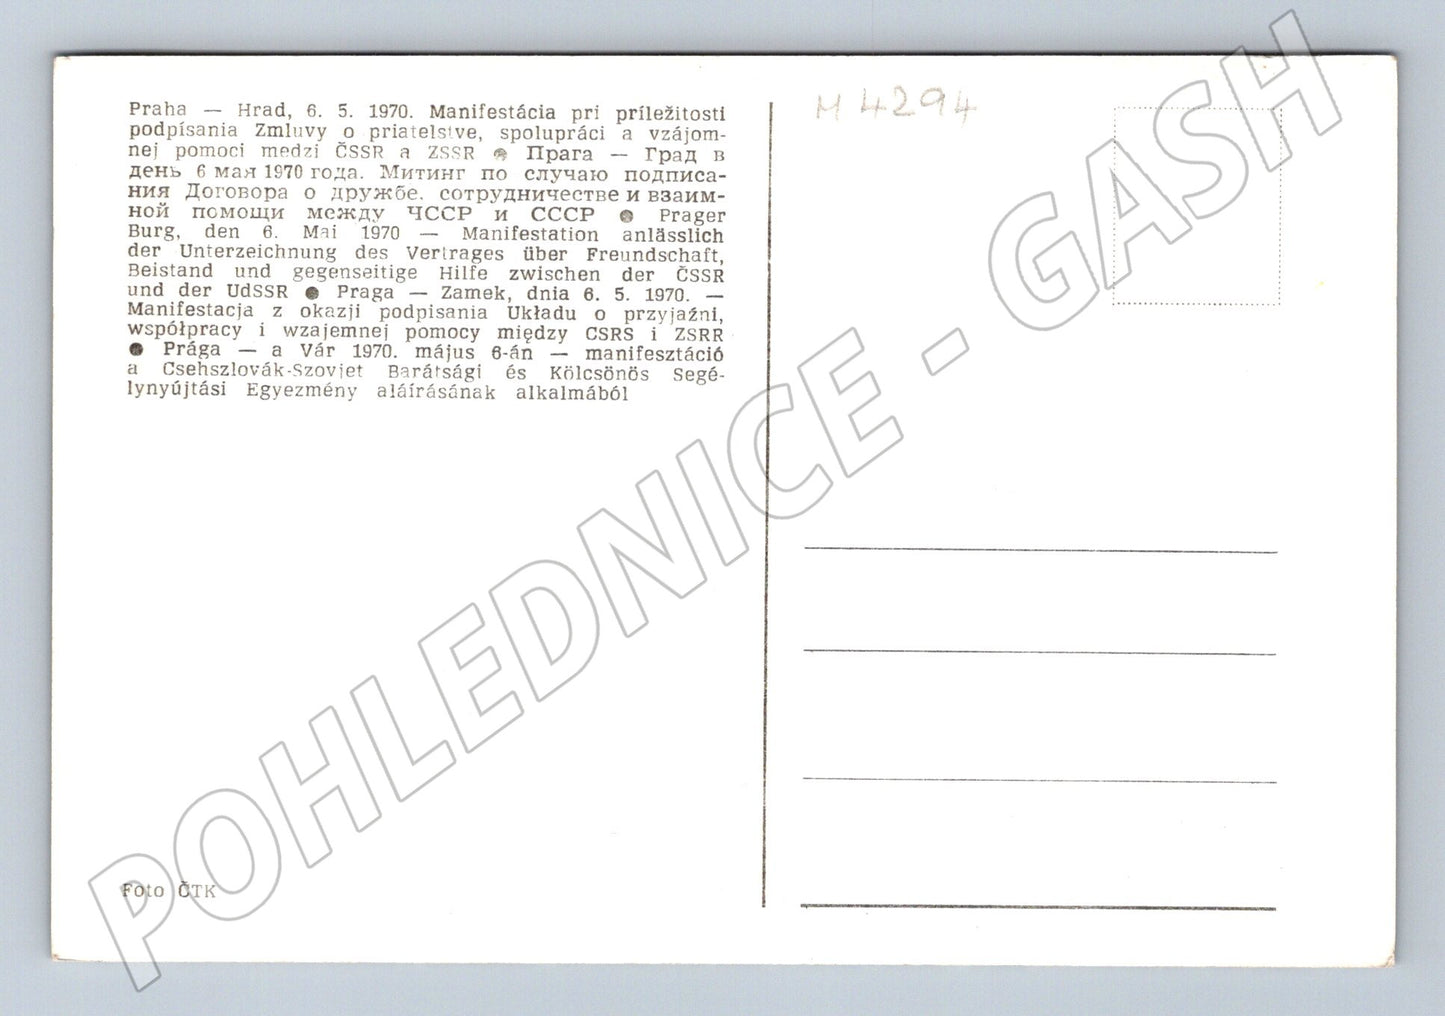 Praha — Hrad, 6. 5. 1970. Manifestácia pri príležitosti
podpísania Zmluvy o priatelstve, spolupráci a vzájom-
nej pomoci medzi ČSSR a ZSSR ● Прага — Град в
день 6 мая 1970 года. Митинг по случаю подписа-
ния Договора о дружбе, сотрудничестве и взаим-
ной помощи между ЧССР и СССР ● Prager
Burg, den 6. Mai 1970 — Manifestation anlässlich
der Unterzeichnung des Vertrages über Freundschaft,
Beistand und gegenseitige Hilfe zwischen der ČSSR
und der UdSSR ● Praga — Zamek, dnia 6. 5. 1970. —
Manifestacja z okazji podpisania Układu o przyjaźni,
współpracy i wzajemnej pomocy między CSRS i ZSRR
● Prága — a Vár 1970. május 6-án — manifesztáció
a Csehszlovák-Szovjet Barátsági és Kölcsönös Segé-
lynyújtási Egyezmény aláírásának alkalmából
M 4294
POHLEDNICE - GASH
Foto ČTK